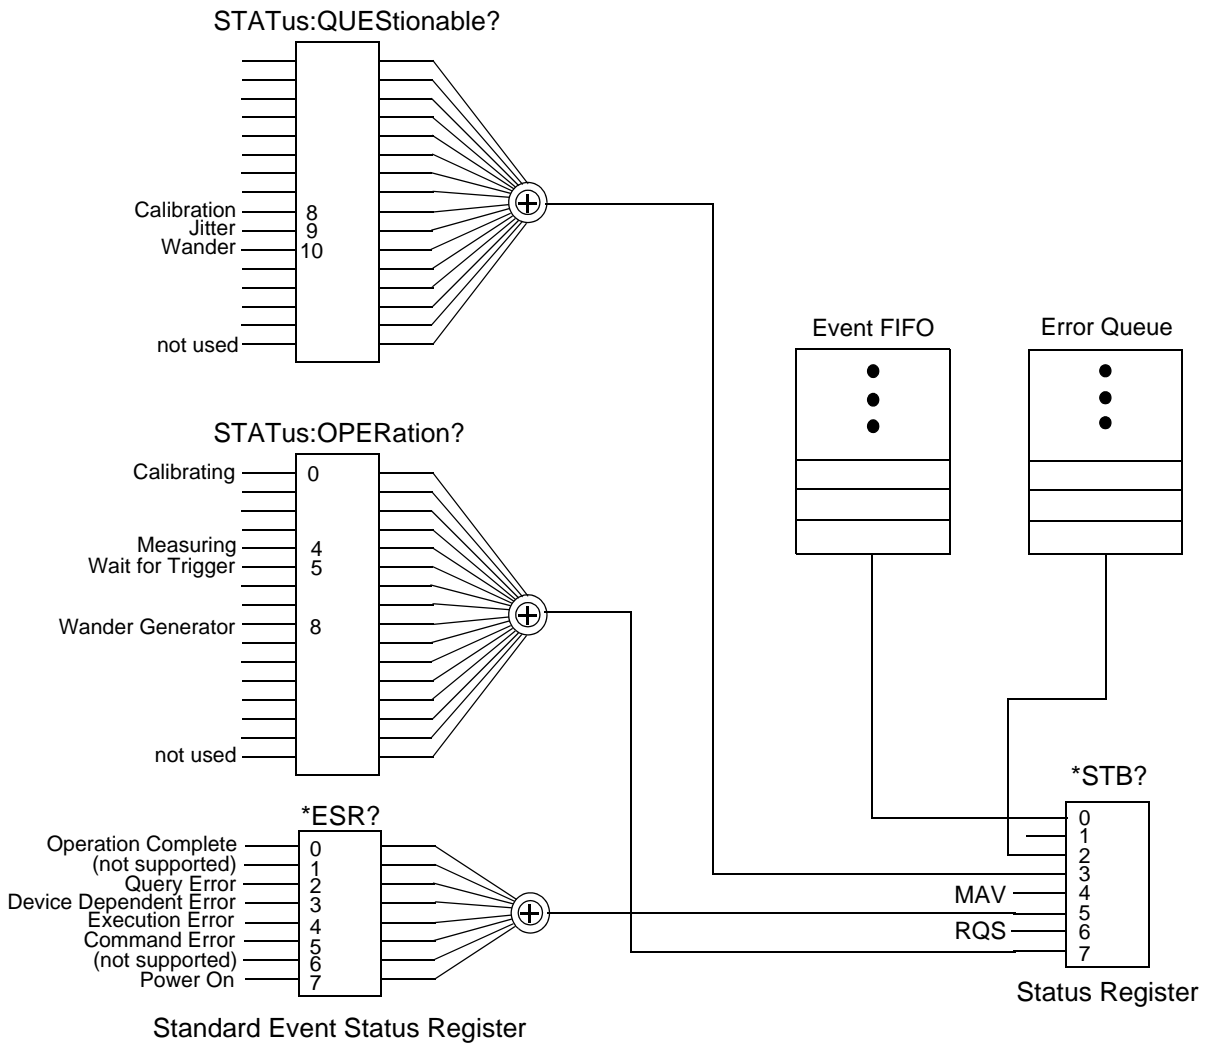 STATus:QUEStionable?
Calibration 8
Jitter 9
Wander 10
not used
Event FIFO
Error Queue
STATus:OPERation?
Calibrating 0
Measuring 4
Wait for Trigger 5
Wander Generator 8
not used
*STB?
0
1
2
3
MAV 4
5
RQS 6
7
Status Register
*ESR?
Operation Complete 0
(not supported) 1
Query Error 2
Device Dependent Error 3
Execution Error 4
Command Error 5
(not supported) 6
Power On 7
Standard Event Status Register